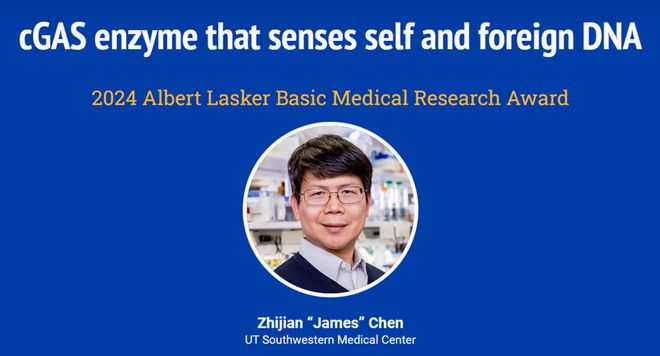 cGAS enzyme that senses self and foreign DNA
2024 Albert Lasker Basic Medical Research Award
Zhijian “James” Chen
UT Southwestern Medical Center